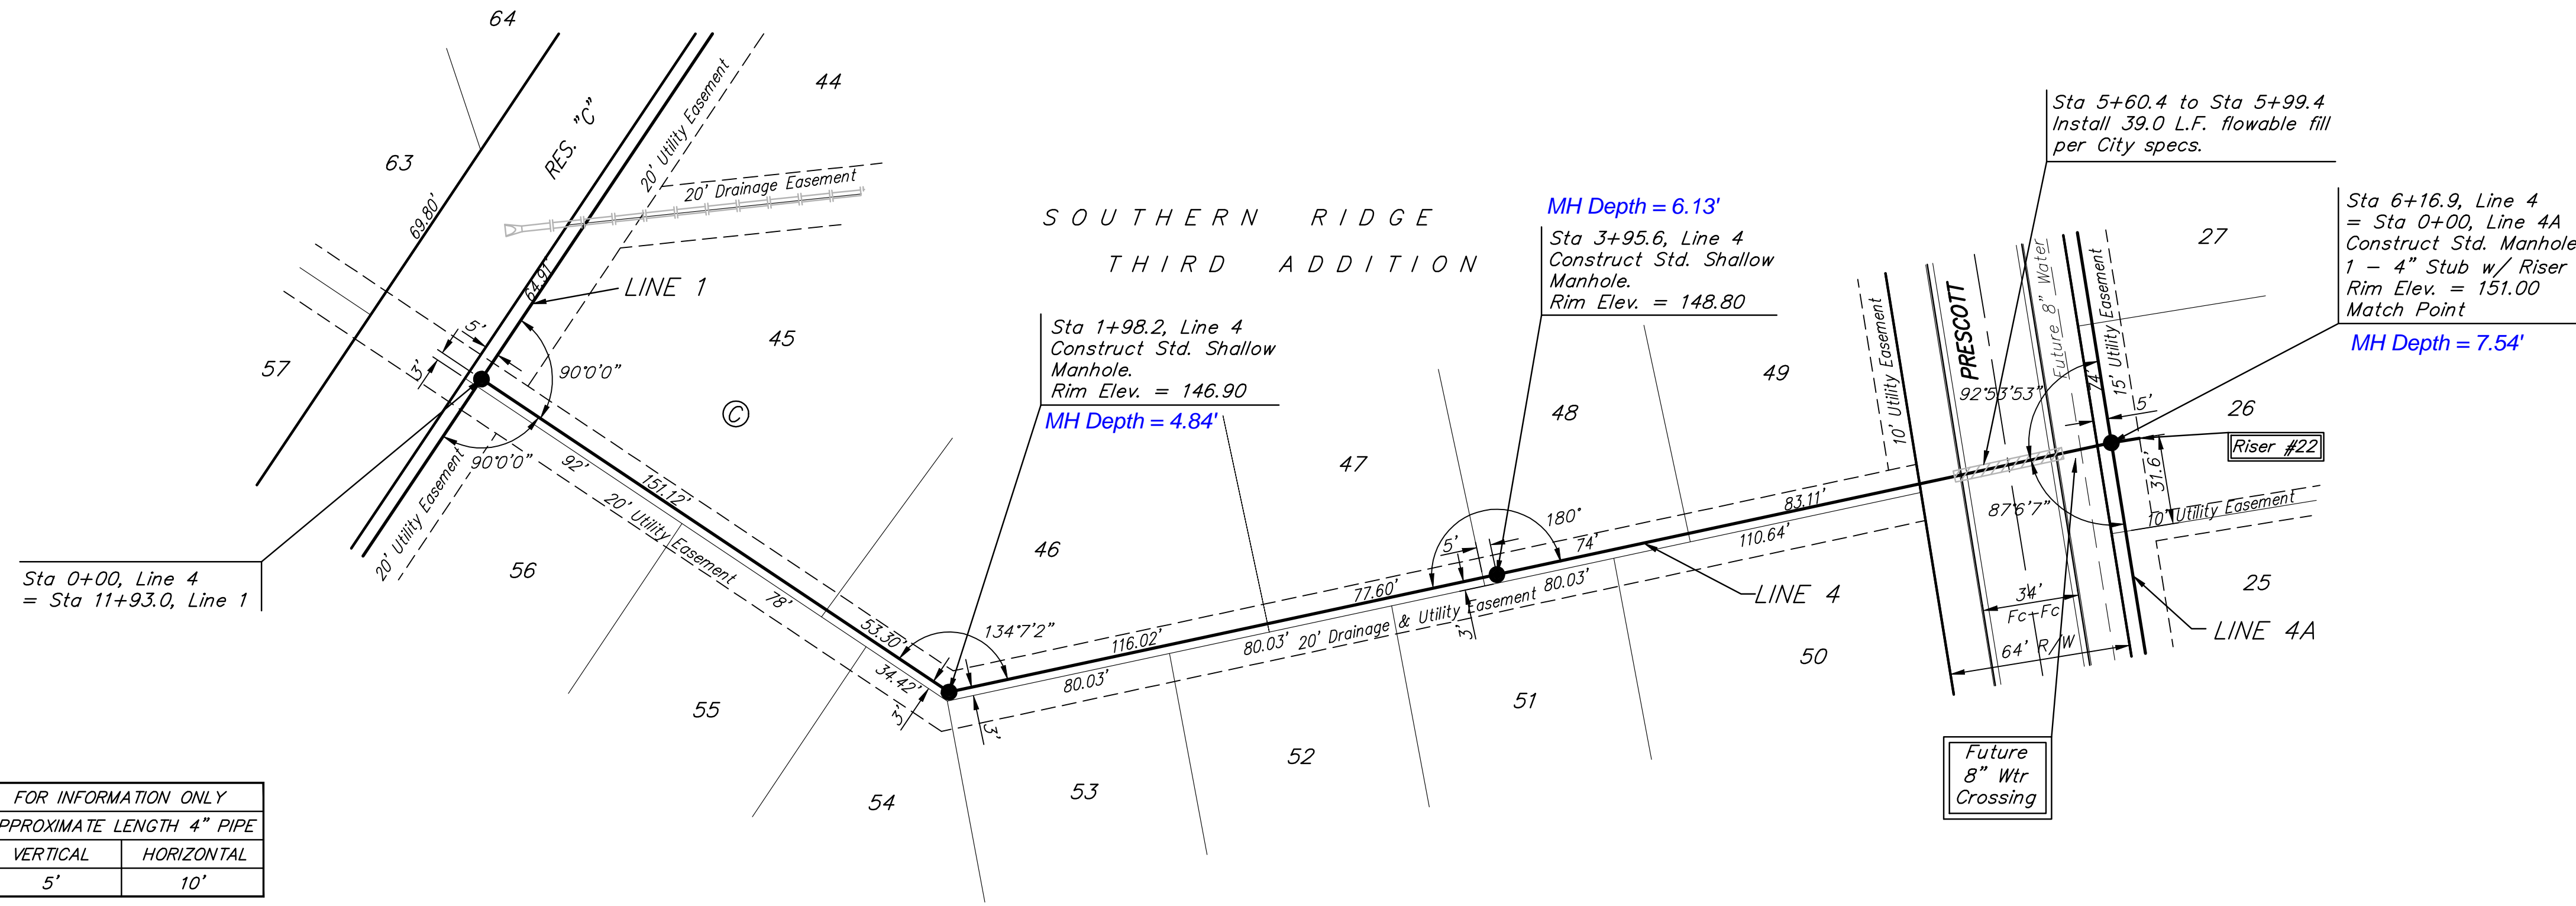 64
44
RES. "C"
63
20' Utility Easement
20' Drainage Easement
69.80'
64.91'
LINE 1
57
5'
3'
90°0'0"
90°0'0"
45
C
92'
151.12'
20' Utility Easement
20' Utility Easement
56
78'
53.30'
34.42'
55
3'
54
Sta 0+00, Line 4
= Sta 11+93.0, Line 1
SOUTHERN RIDGE
THIRD ADDITION
Sta 1+98.2, Line 4
Construct Std. Shallow
Manhole.
Rim Elev. = 146.90
MH Depth = 4.84'
46
134°7'2"
3'
116.02'
80.03'
53
80.03'
77.60'
20' Drainage & Utility Easement
52
47
MH Depth = 6.13'
Sta 3+95.6, Line 4
Construct Std. Shallow
Manhole.
Rim Elev. = 148.80
48
5'
180°
74'
80.03'
3'
51
49
83.11'
110.64'
LINE 4
50
10' Utility Easement
PRESCOTT
Future 8" Water
74'
15' Utility Easement
Sta 5+60.4 to Sta 5+99.4
Install 39.0 L.F. flowable fill
per City specs.
27
Sta 6+16.9, Line 4
= Sta 0+00, Line 4A
Construct Std. Manhole
1 - 4" Stub w/ Riser
Rim Elev. = 151.00
Match Point
MH Depth = 7.54'
92°53'53"
87°6'7"
5'
26
Riser #22
31.6'
10' Utility Easement
25
34'
Fc-Fc
64' R/W
LINE 4A
Future
8" Wtr
Crossing
FOR INFORMATION ONLY
PPROXIMATE LENGTH 4" PIPE
VERTICAL HORIZONTAL
5' 10'